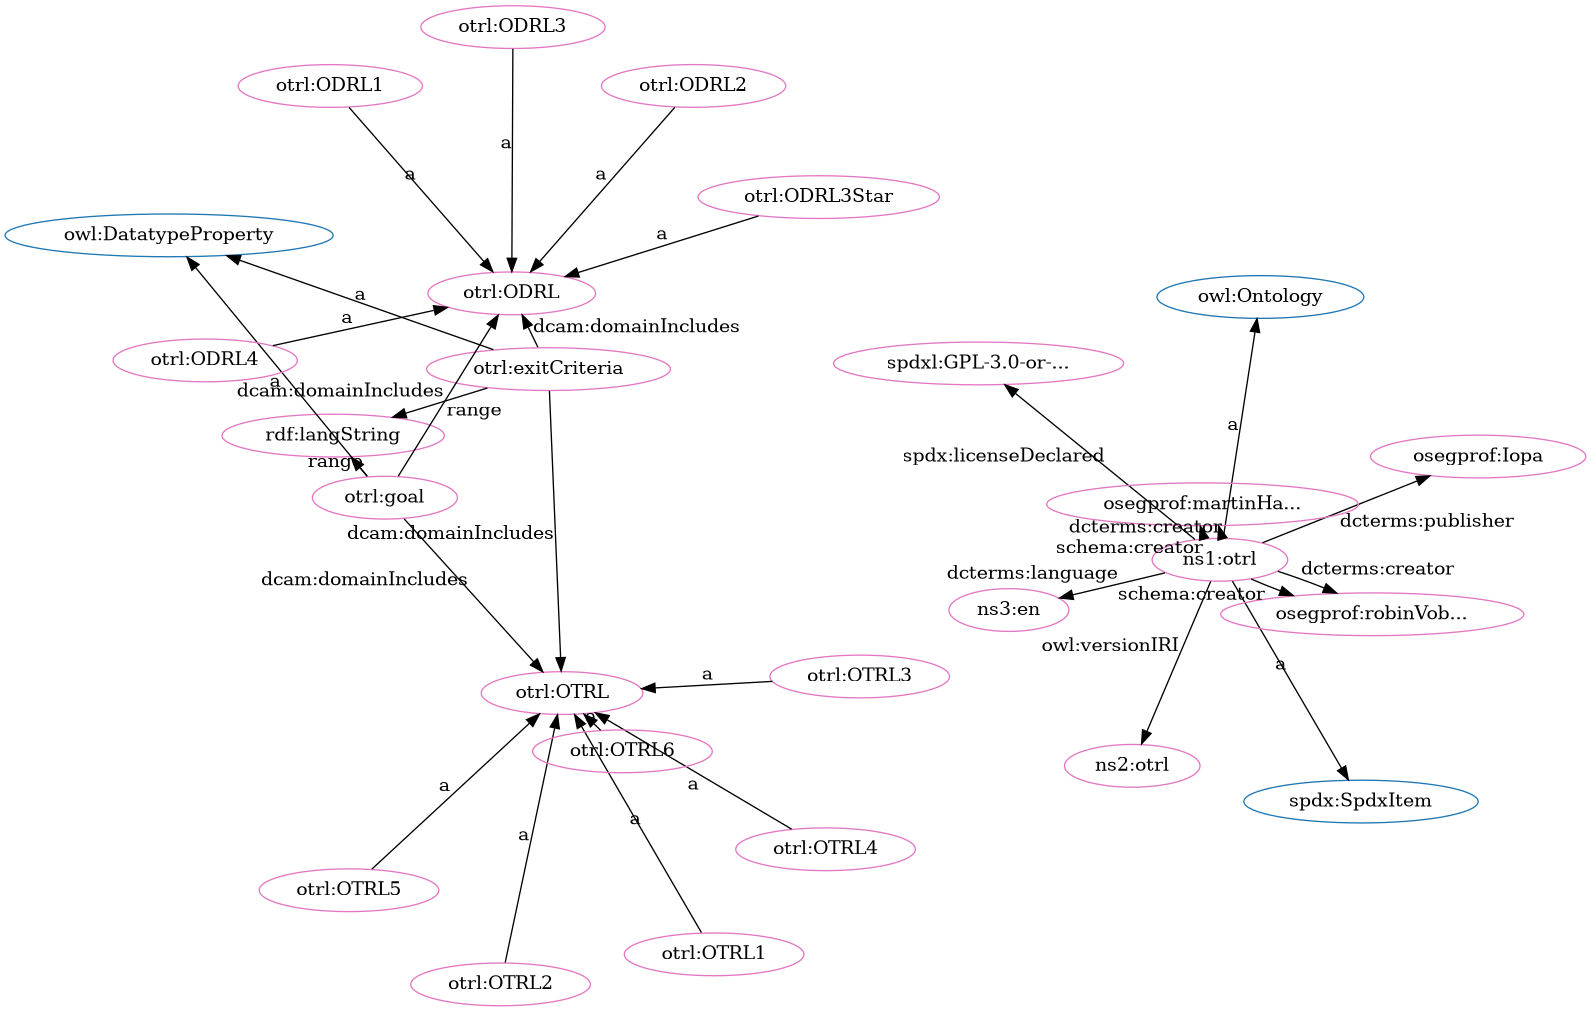 otrl:ODRL3
otrl:ODRL1
otrl:ODRL2
a
a
a
otrl:ODRL3Star
a
owl:DatatypeProperty
otrl:ODRL
a
a
dcam:domainIncludes
otrl:ODRL4
otrl:exitCriteria
a
dcam:domainIncludes
range
rdf:langString
range
otrl:goal
dcam:domainIncludes
dcam:domainIncludes
otrl:OTRL
a
otrl:OTRL3
a
otrl:OTRL6
a
a
a
a
otrl:OTRL4
otrl:OTRL5
otrl:OTRL1
otrl:OTRL2
owl:Ontology
spdxl:GPL-3.0-or-...
a
spdx:licenseDeclared
osegprof:Iopa
osegprof:martinHa...
dcterms:publisher
dcterms:creator
schema:creator
ns1:otrl
dcterms:language
dcterms:creator
schema:creator
ns3:en
osegprof:robinVob...
owl:versionIRI
a
ns2:otrl
spdx:SpdxItem